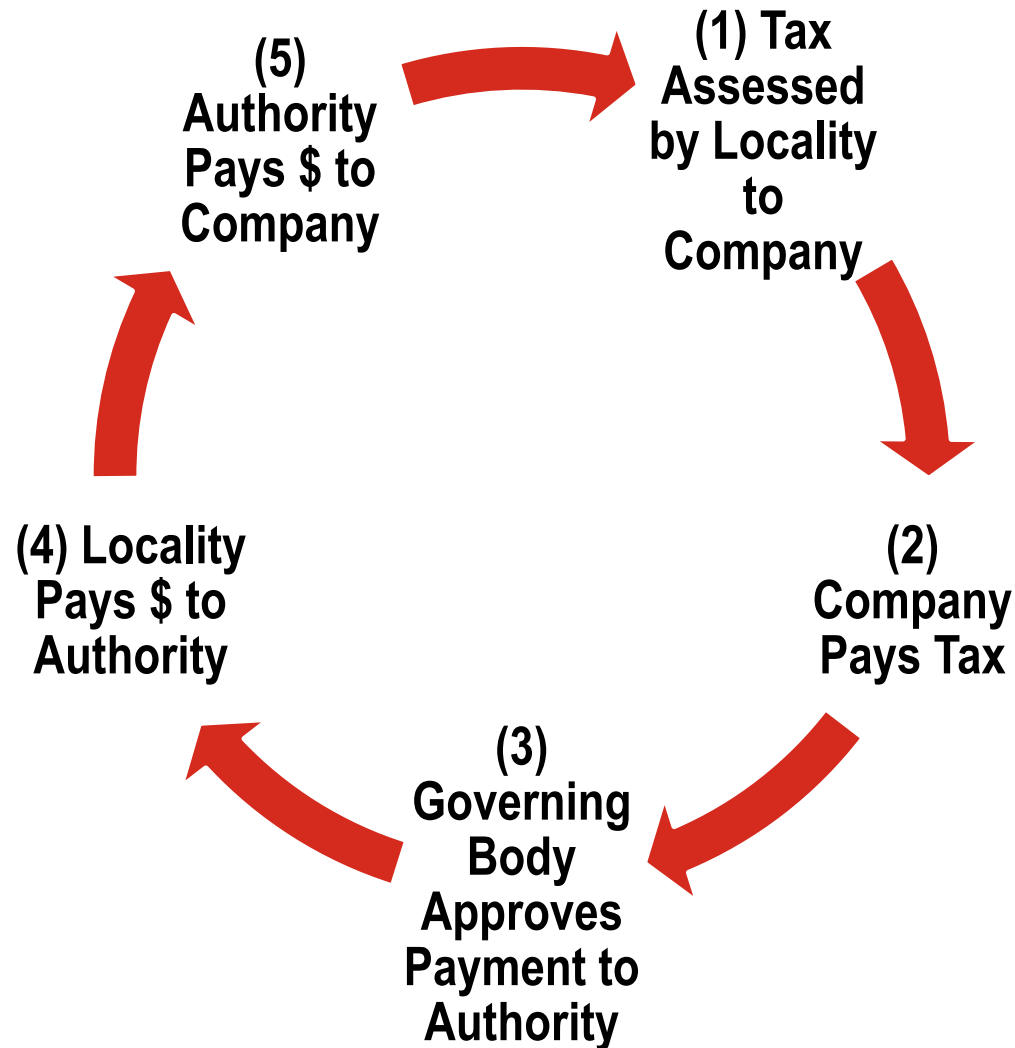 (1) Tax
Assessed
by Locality
to
Company
(2)
Company
Pays Tax
(3)
Governing
Body
Approves
Payment to
Authority
(4) Locality
Pays $ to
Authority
(5)
Authority
Pays $ to
Company